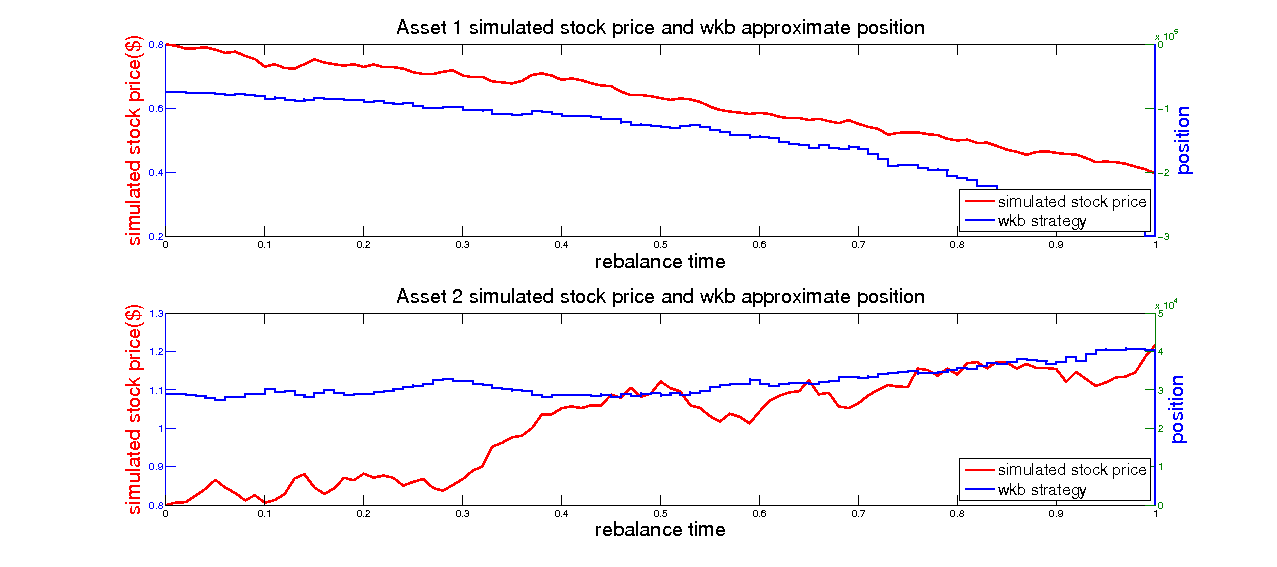 Asset 1 simulated stock price and wkb approximate position
x 10^5
simulated stock price($)
0.8
0.6
0.4
0.2
0
−1
−2
−3
position
simulated stock price
wkb strategy
0 0.1 0.2 0.3 0.4 0.5 0.6 0.7 0.8 0.9 1
rebalance time
Asset 2 simulated stock price and wkb approximate position
x 10^4
simulated stock price($)
1.3
1.2
1.1
1
0.9
0.8
5
4
3
2
1
0
position
simulated stock price
wkb strategy
0 0.1 0.2 0.3 0.4 0.5 0.6 0.7 0.8 0.9 1
rebalance time